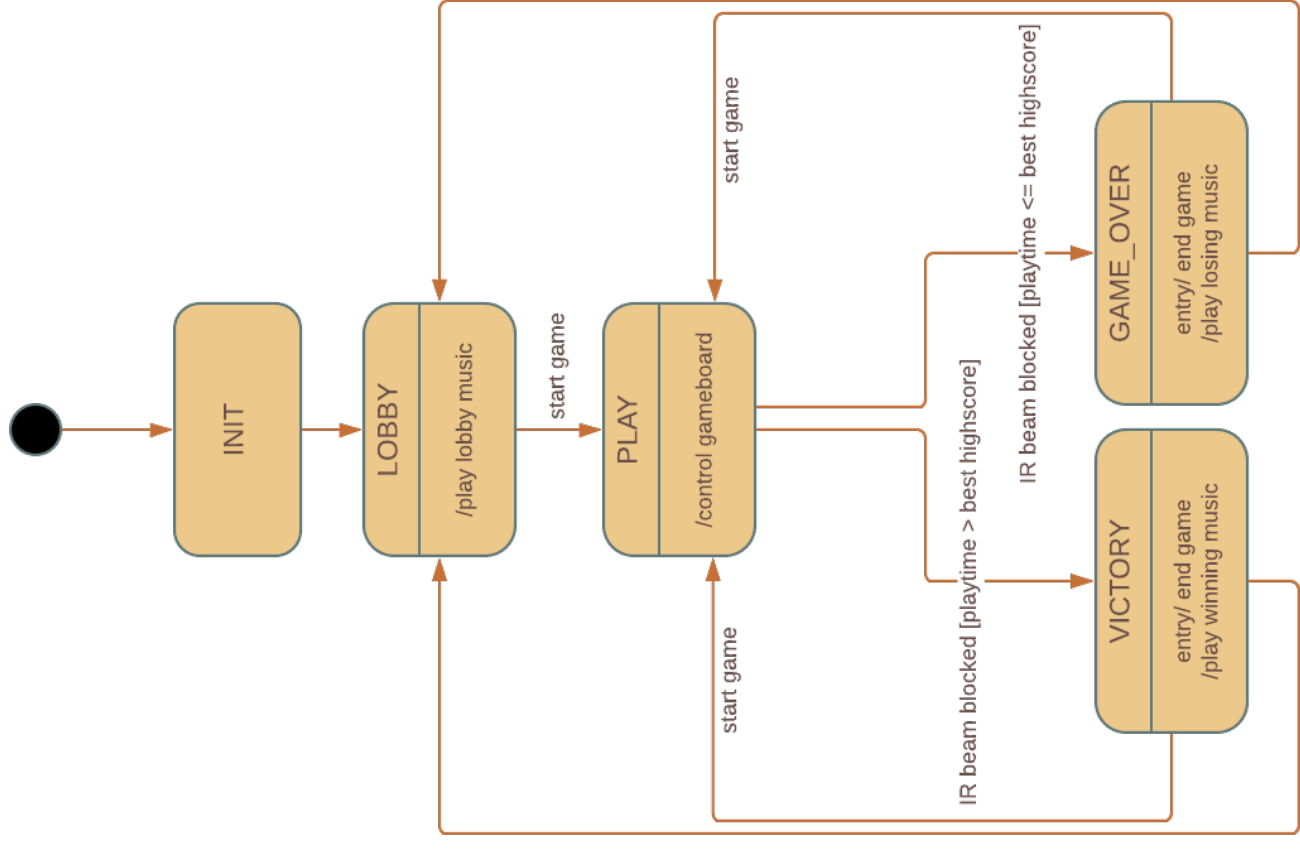 INIT
LOBBY
/play lobby music
start game
PLAY
/control gameboard
start game
start game
IR beam blocked [playtime > best highscore]
IR beam blocked [playtime <= best highscore]
VICTORY
entry/ end game
/play winning music
GAME_OVER
entry/ end game
/play losing music